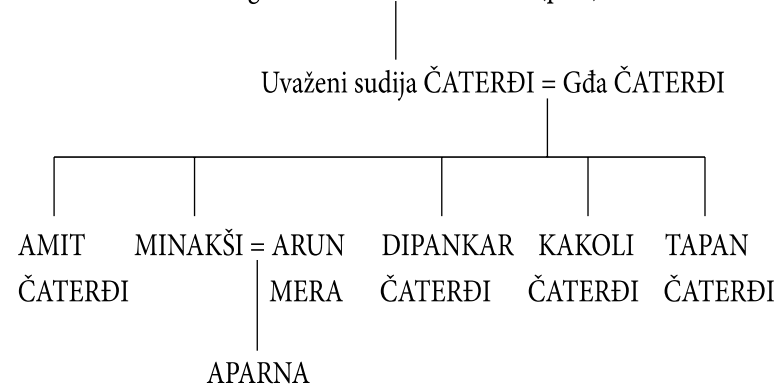 Uvaženi sudija ČATERĐI = Gđa ČATERĐI
AMIT MINAKŠI = ARUN DIPANKAR KAKOLI TAPAN
ČATERĐI MERA ČATERĐI ČATERĐI ČATERĐI
APARNA